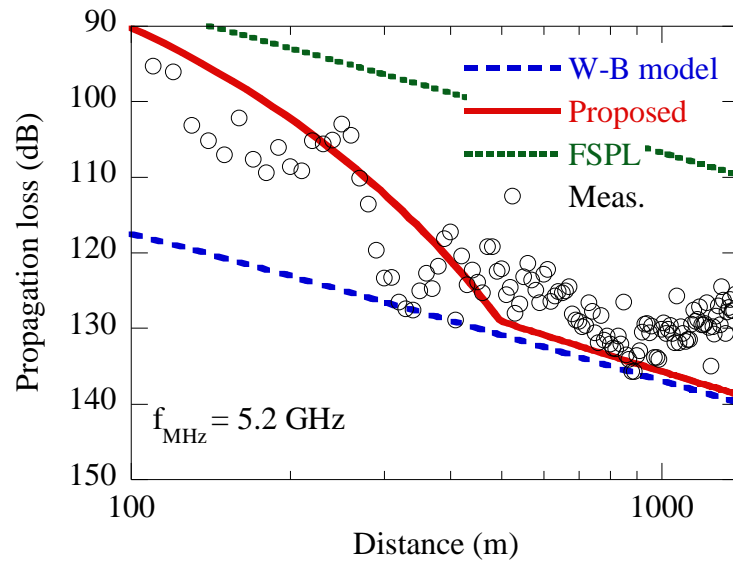 90
100
110
120
130
140
150
Propagation loss (dB)
W-B model
Proposed
FSPL
Meas.
f_MHz = 5.2 GHz
100
1000
Distance (m)